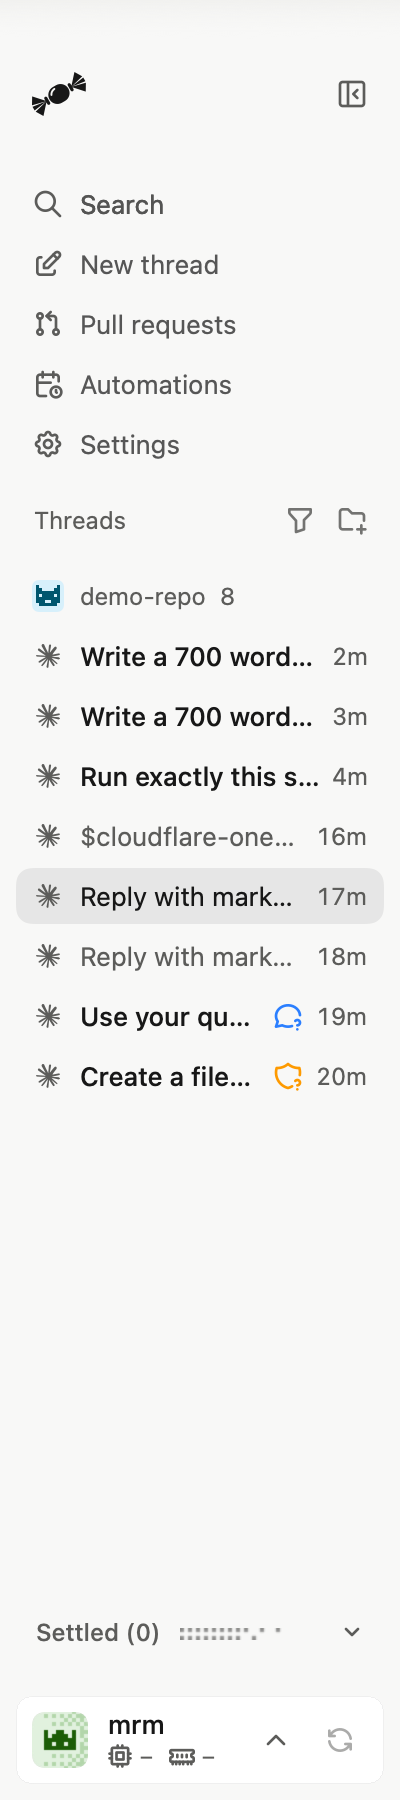 Search
New thread
Pull requests
Automations
Settings
Threads
demo-repo 8
Write a 700 word... 2m
Write a 700 word... 3m
Run exactly this s... 4m
$cloudflare-one... 16m
Reply with mark... 17m
Reply with mark... 18m
Use your qu... 19m
Create a file... 20m
Settled (0)
mrm
– –